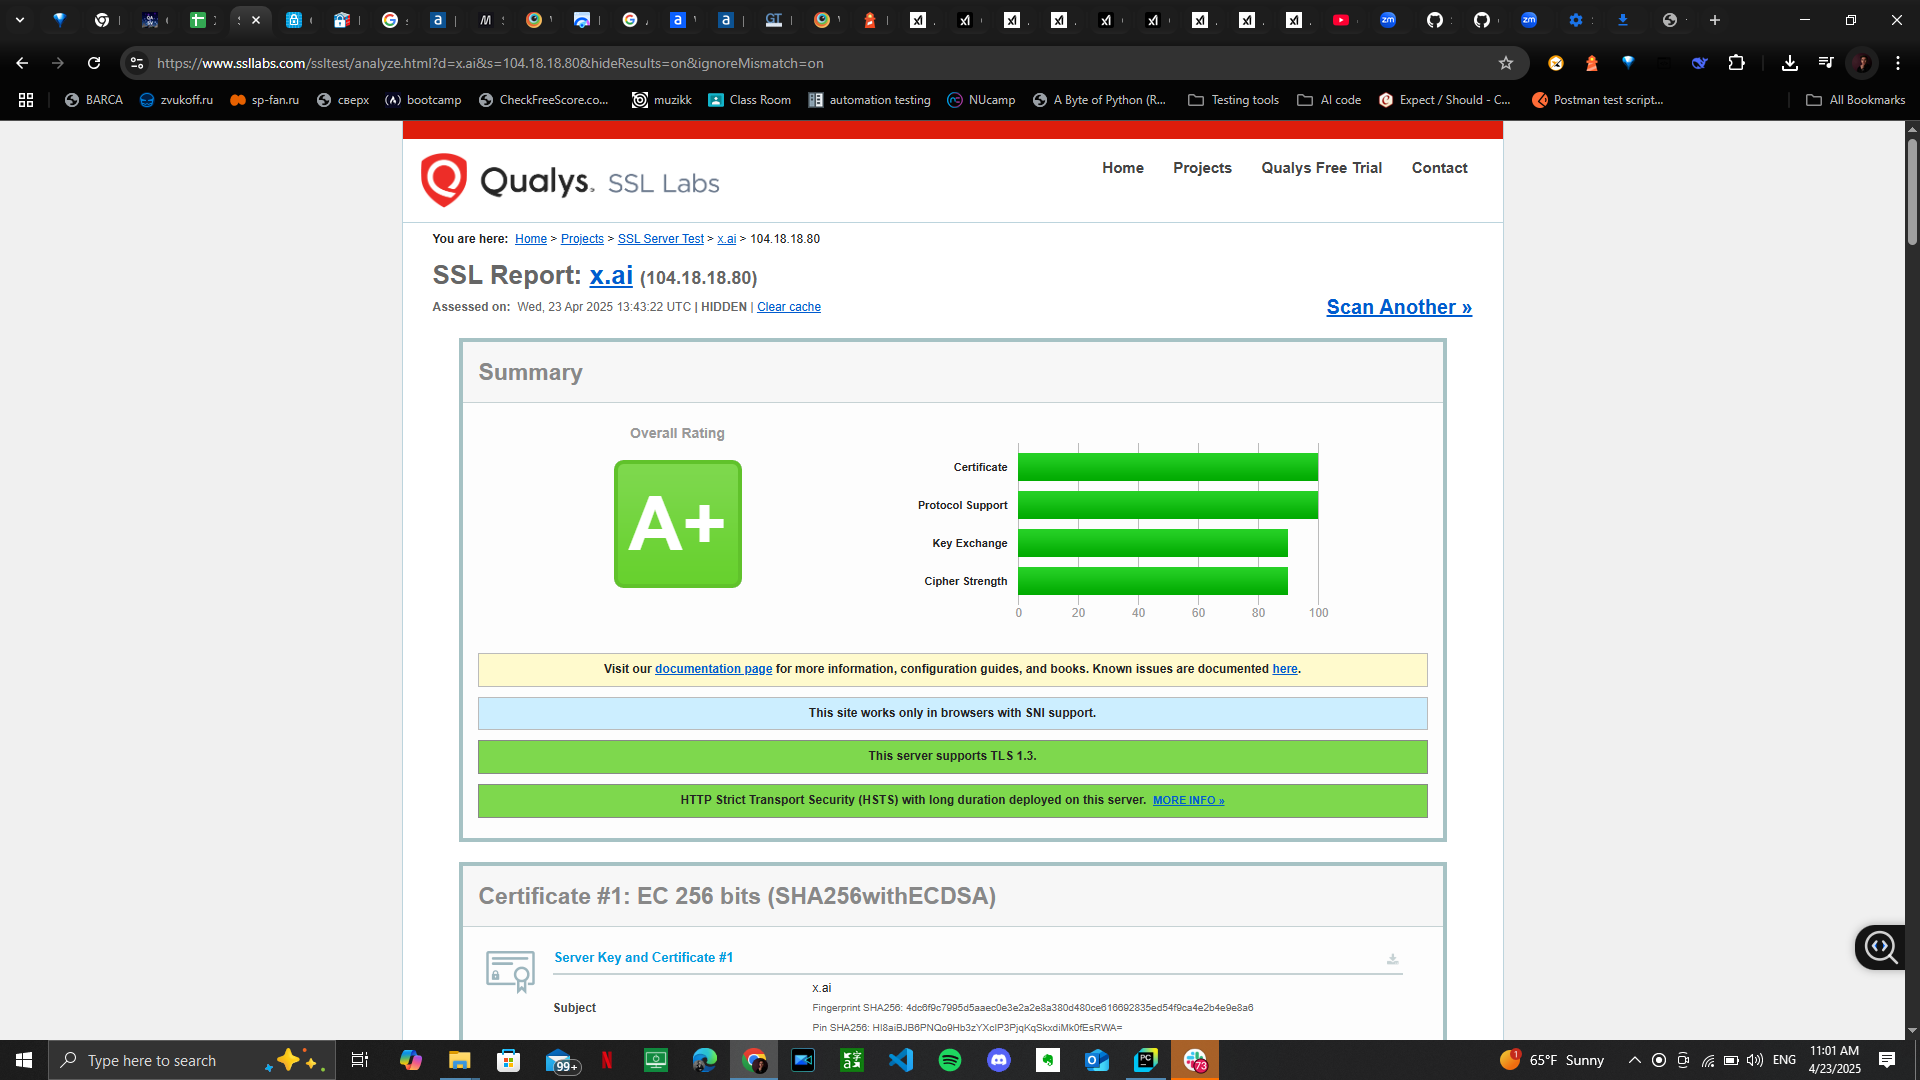 https://www.ssllabs.com/ssltest/analyze.html?d=x.ai&s=104.18.18.80&hideResults=on&ignoreMismatch=on
BARCA
zvukoff.ru
sp-fan.ru
сверх
bootcamp
CheckFreeScore.co...
muzikk
Class Room
automation testing
NUcamp
A Byte of Python (R...
Testing tools
AI code
Expect / Should - C...
Postman test script...
All Bookmarks
Qualys. SSL Labs
Home
Projects
Qualys Free Trial
Contact
You are here: Home > Projects > SSL Server Test > x.ai > 104.18.18.80
SSL Report: x.ai (104.18.18.80)
Assessed on: Wed, 23 Apr 2025 13:43:22 UTC | HIDDEN | Clear cache
Scan Another »
Summary
Overall Rating
A+
Certificate
Protocol Support
Key Exchange
Cipher Strength
0 20 40 60 80 100
Visit our documentation page for more information, configuration guides, and books. Known issues are documented here.
This site works only in browsers with SNI support.
This server supports TLS 1.3.
HTTP Strict Transport Security (HSTS) with long duration deployed on this server. MORE INFO »
Certificate #1: EC 256 bits (SHA256withECDSA)
Server Key and Certificate #1
Subject
x.ai
Fingerprint SHA256: 4dc6f9c7995d5aaec0e3e2a2e8a380d480ce616692835ed54f9ca4e2b4e9e8a6
Pin SHA256: HI8aiBJB6PNQo9Hb3zYXcIP3PjqKqSkxdiMk0fEsRWA=
Type here to search
99+
73
1
65°F Sunny
ENG
11:01 AM
4/23/2025